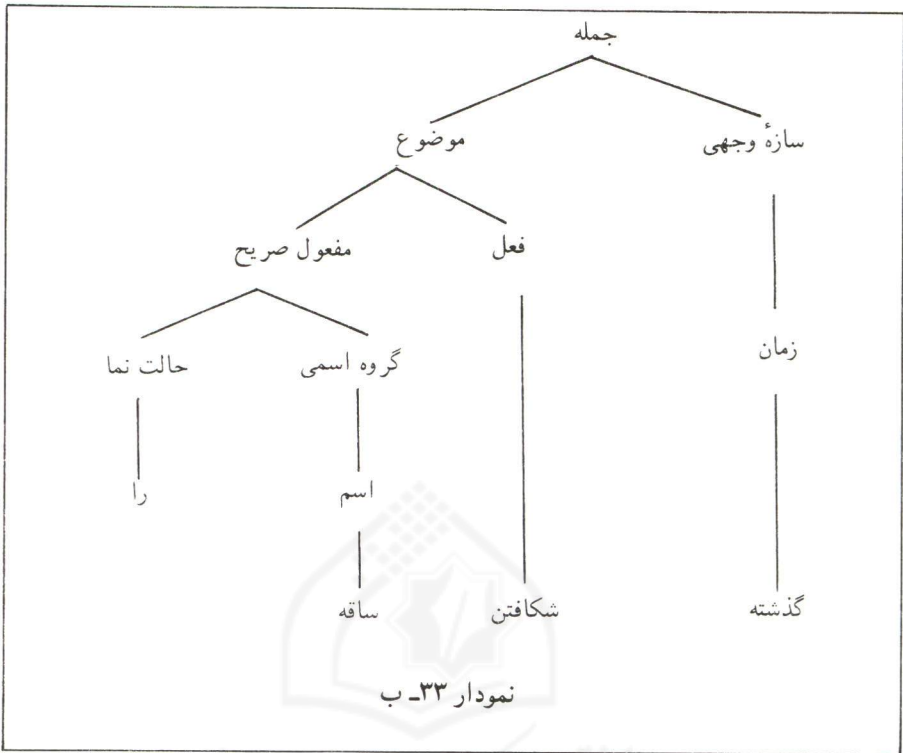 جمله
سازهٔ وجهی موضوع
فعل مفعول صریح
زمان گروه اسمی حالت نما
اسم را
گذشته شکافتن ساقه
نمودار ۳۳ـ ب